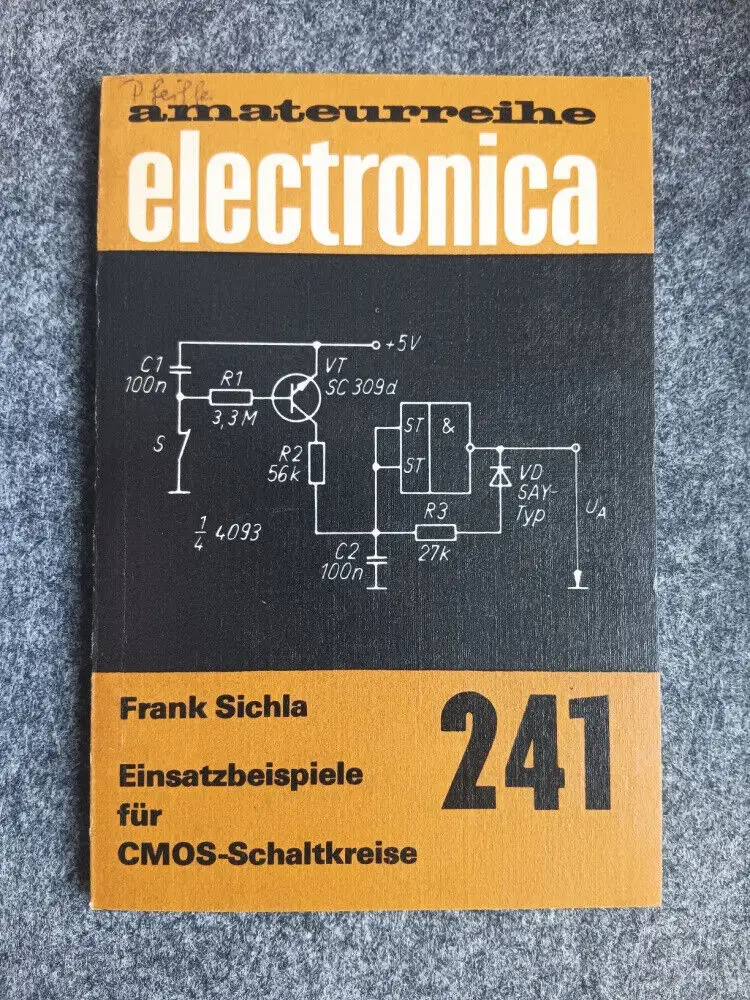 amateurreihe
electronica
+5V
C1
100n
R1
3,3M
VT
SC 309d
S
R2
56k
ST
&
ST
VD
SAY-
Typ
R3
27k
UA
1/4 4093
C2
100n
Frank Sichla
241
Einsatzbeispiele
für
CMOS-Schaltkreise